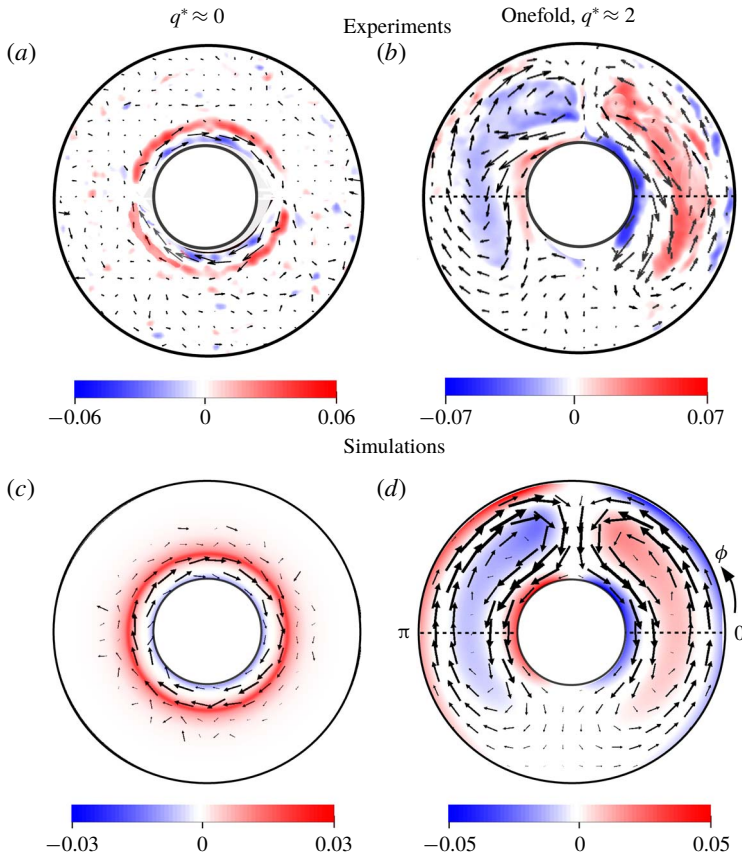 q* ≈ 0
Onefold, q* ≈ 2
Experiments
(a)
(b)
−0.06 0 0.06
−0.07 0 0.07
Simulations
(c)
(d)
ϕ
π
0
−0.03 0 0.03
−0.05 0 0.05